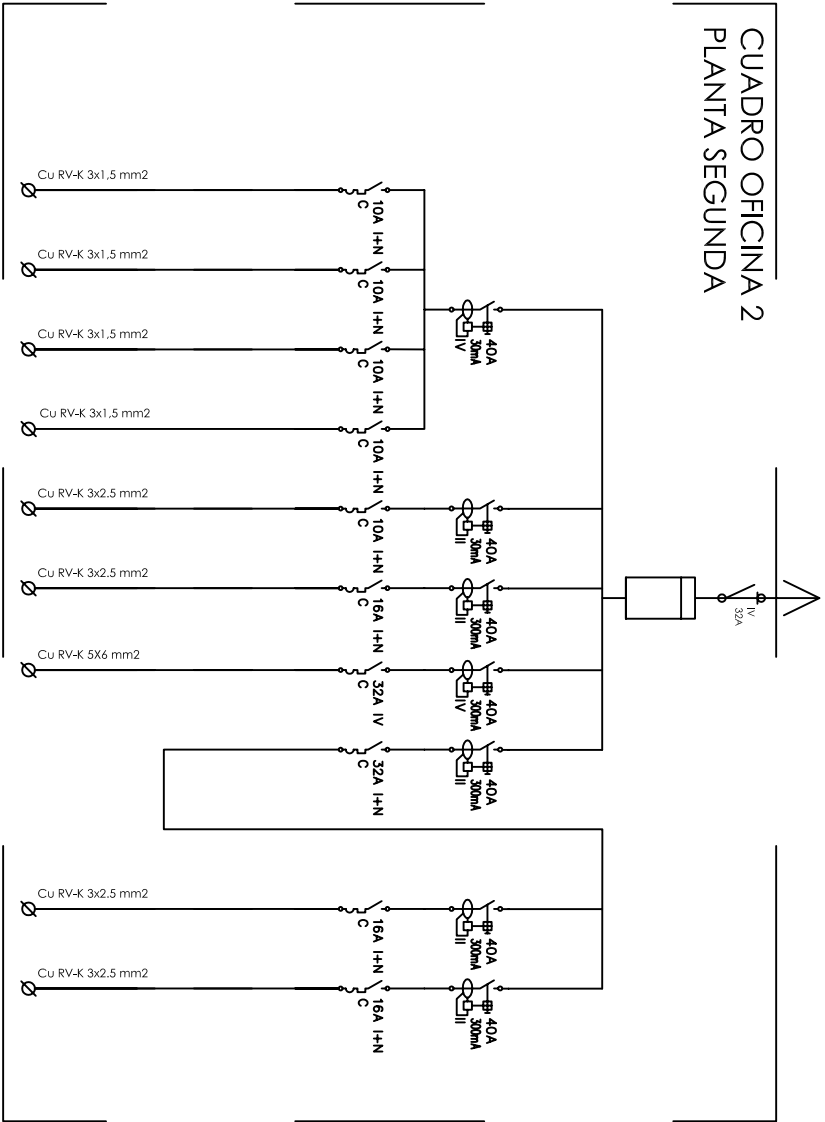 CUADRO OFICINA 2
PLANTA SEGUNDA
IV
32A
40A
30mA
IV
40A
30mA
II
40A
300mA
II
40A
300mA
IV
40A
300mA
II
40A
300mA
II
40A
300mA
II
10A I+N
C
10A I+N
C
10A I+N
C
10A I+N
C
10A I+N
C
16A I+N
C
32A IV
C
32A I+N
C
16A I+N
C
16A I+N
C
Cu RV-K 3x1,5 mm2
Cu RV-K 3x1,5 mm2
Cu RV-K 3x1,5 mm2
Cu RV-K 3x1,5 mm2
Cu RV-K 3x2.5 mm2
Cu RV-K 3x2.5 mm2
Cu RV-K 5X6 mm2
Cu RV-K 3x2.5 mm2
Cu RV-K 3x2.5 mm2